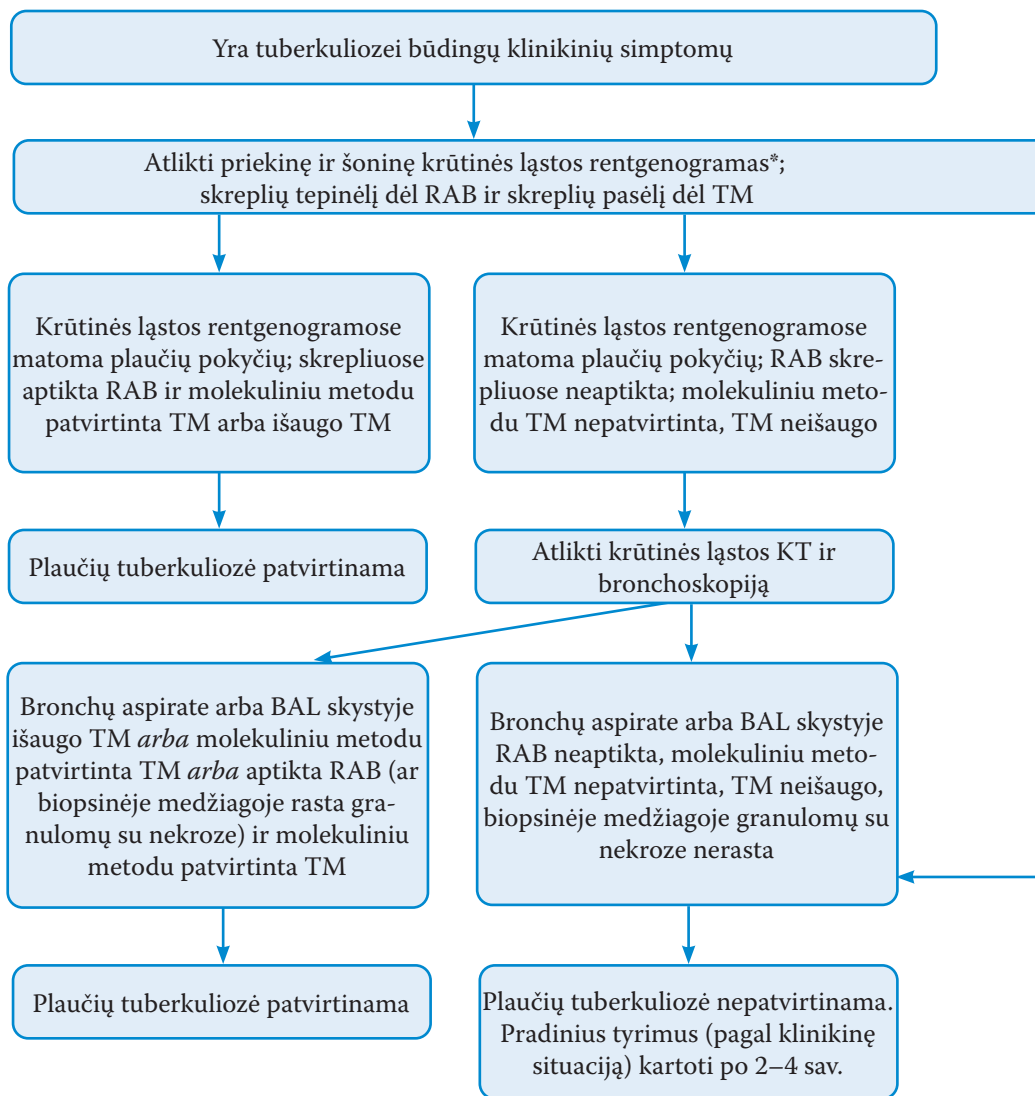 Yra tuberkuliozei būdingų klinikinių simptomų
Atlikti priekinę ir šoninę krūtinės ląstos rentgenogramas*;
skreplių tepinėlį dėl RAB ir skreplių pasėlį dėl TM
Krūtinės ląstos rentgenogramose
matoma plaučių pokyčių; skrepliuose
aptikta RAB ir molekuliniu metodu
patvirtinta TM arba išaugo TM
Krūtinės ląstos rentgenogramose
matoma plaučių pokyčių; RAB skre-
pliuose neaptikta; molekuliniu meto-
du TM nepatvirtinta, TM neišaugo
Plaučių tuberkuliozė patvirtinama
Atlikti krūtinės ląstos KT ir
bronchoskopiją
Bronchų aspirate arba BAL skystyje
išaugo TM arba molekuliniu metodu
patvirtinta TM arba aptikta RAB (ar
biopsinėje medžiagoje rasta gra-
nulomų su nekroze) ir molekuliniu
metodu patvirtinta TM
Bronchų aspirate arba BAL skystyje
RAB neaptikta, molekuliniu meto-
du TM nepatvirtinta, TM neišaugo,
biopsinėje medžiagoje granulomų su
nekroze nerasta
Plaučių tuberkuliozė patvirtinama
Plaučių tuberkuliozė nepatvirtinama.
Pradinius tyrimus (pagal klinikinę
situaciją) kartoti po 2–4 sav.